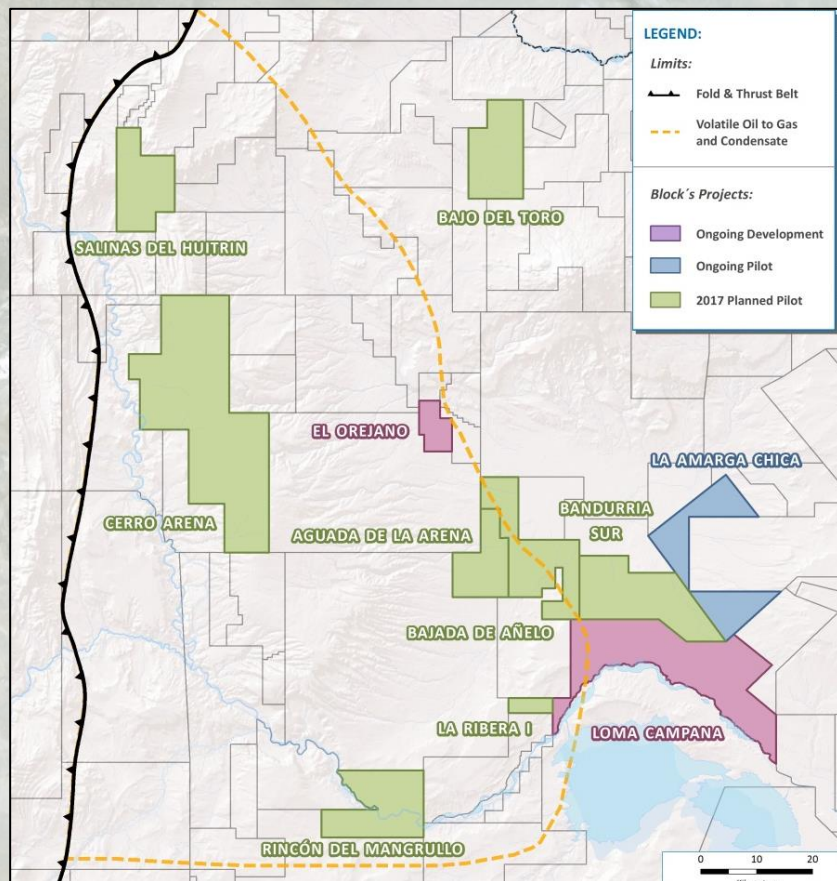 LEGEND:
Limits:
Fold & Thrust Belt
Volatile Oil to Gas
and Condensate
Block´s Projects:
Ongoing Development
Ongoing Pilot
2017 Planned Pilot
BAJO DEL TORO
SALINAS DEL HUITRIN
EL OREJANO
LA AMARGA CHICA
BANDURRIA
SUR
CERRO ARENA
AGUADA DE LA ARENA
BAJADA DE AÑELO
LA RIBERA I
LOMA CAMPANA
RINCÓN DEL MANGRULLO
0 10 20